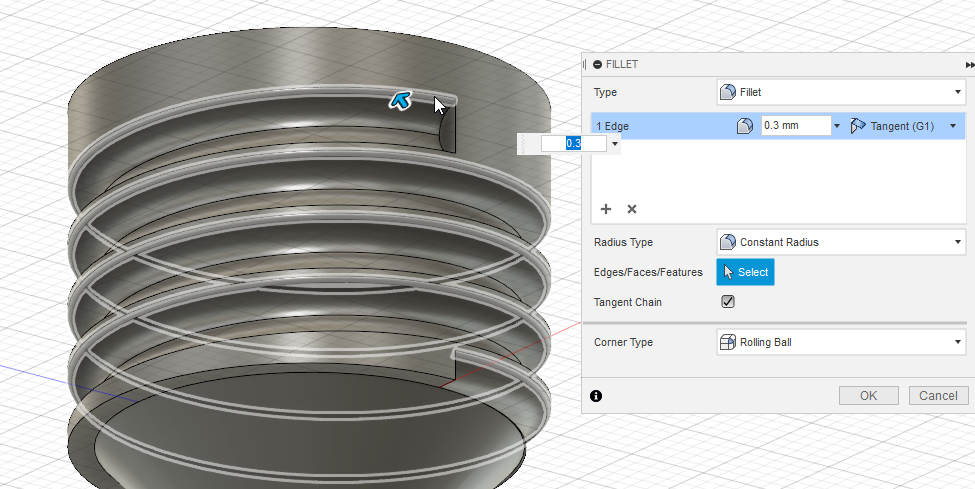 FILLET
Type Fillet
1 Edge 0.3 mm Tangent (G1)
0.3
Radius Type Constant Radius
Edges/Faces/Features Select
Tangent Chain
Corner Type Rolling Ball
OK Cancel